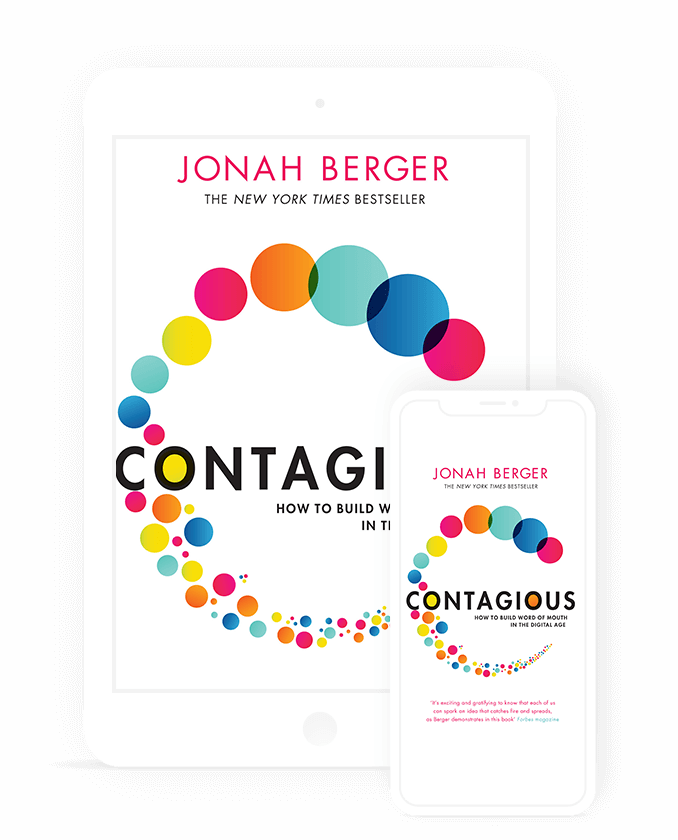 JONAH BERGER
THE NEW YORK TIMES BESTSELLER
CONTAGI
HOW TO BUILD W
IN T
JONAH BERGER
THE NEW YORK TIMES BESTSELLER
CONTAGIOUS
HOW TO BUILD WORD OF MOUTH
IN THE DIGITAL AGE
'It's exciting and gratifying to know that each of us
can spark an idea that catches fire and spreads,
as Berger demonstrates in this book' Forbes magazine